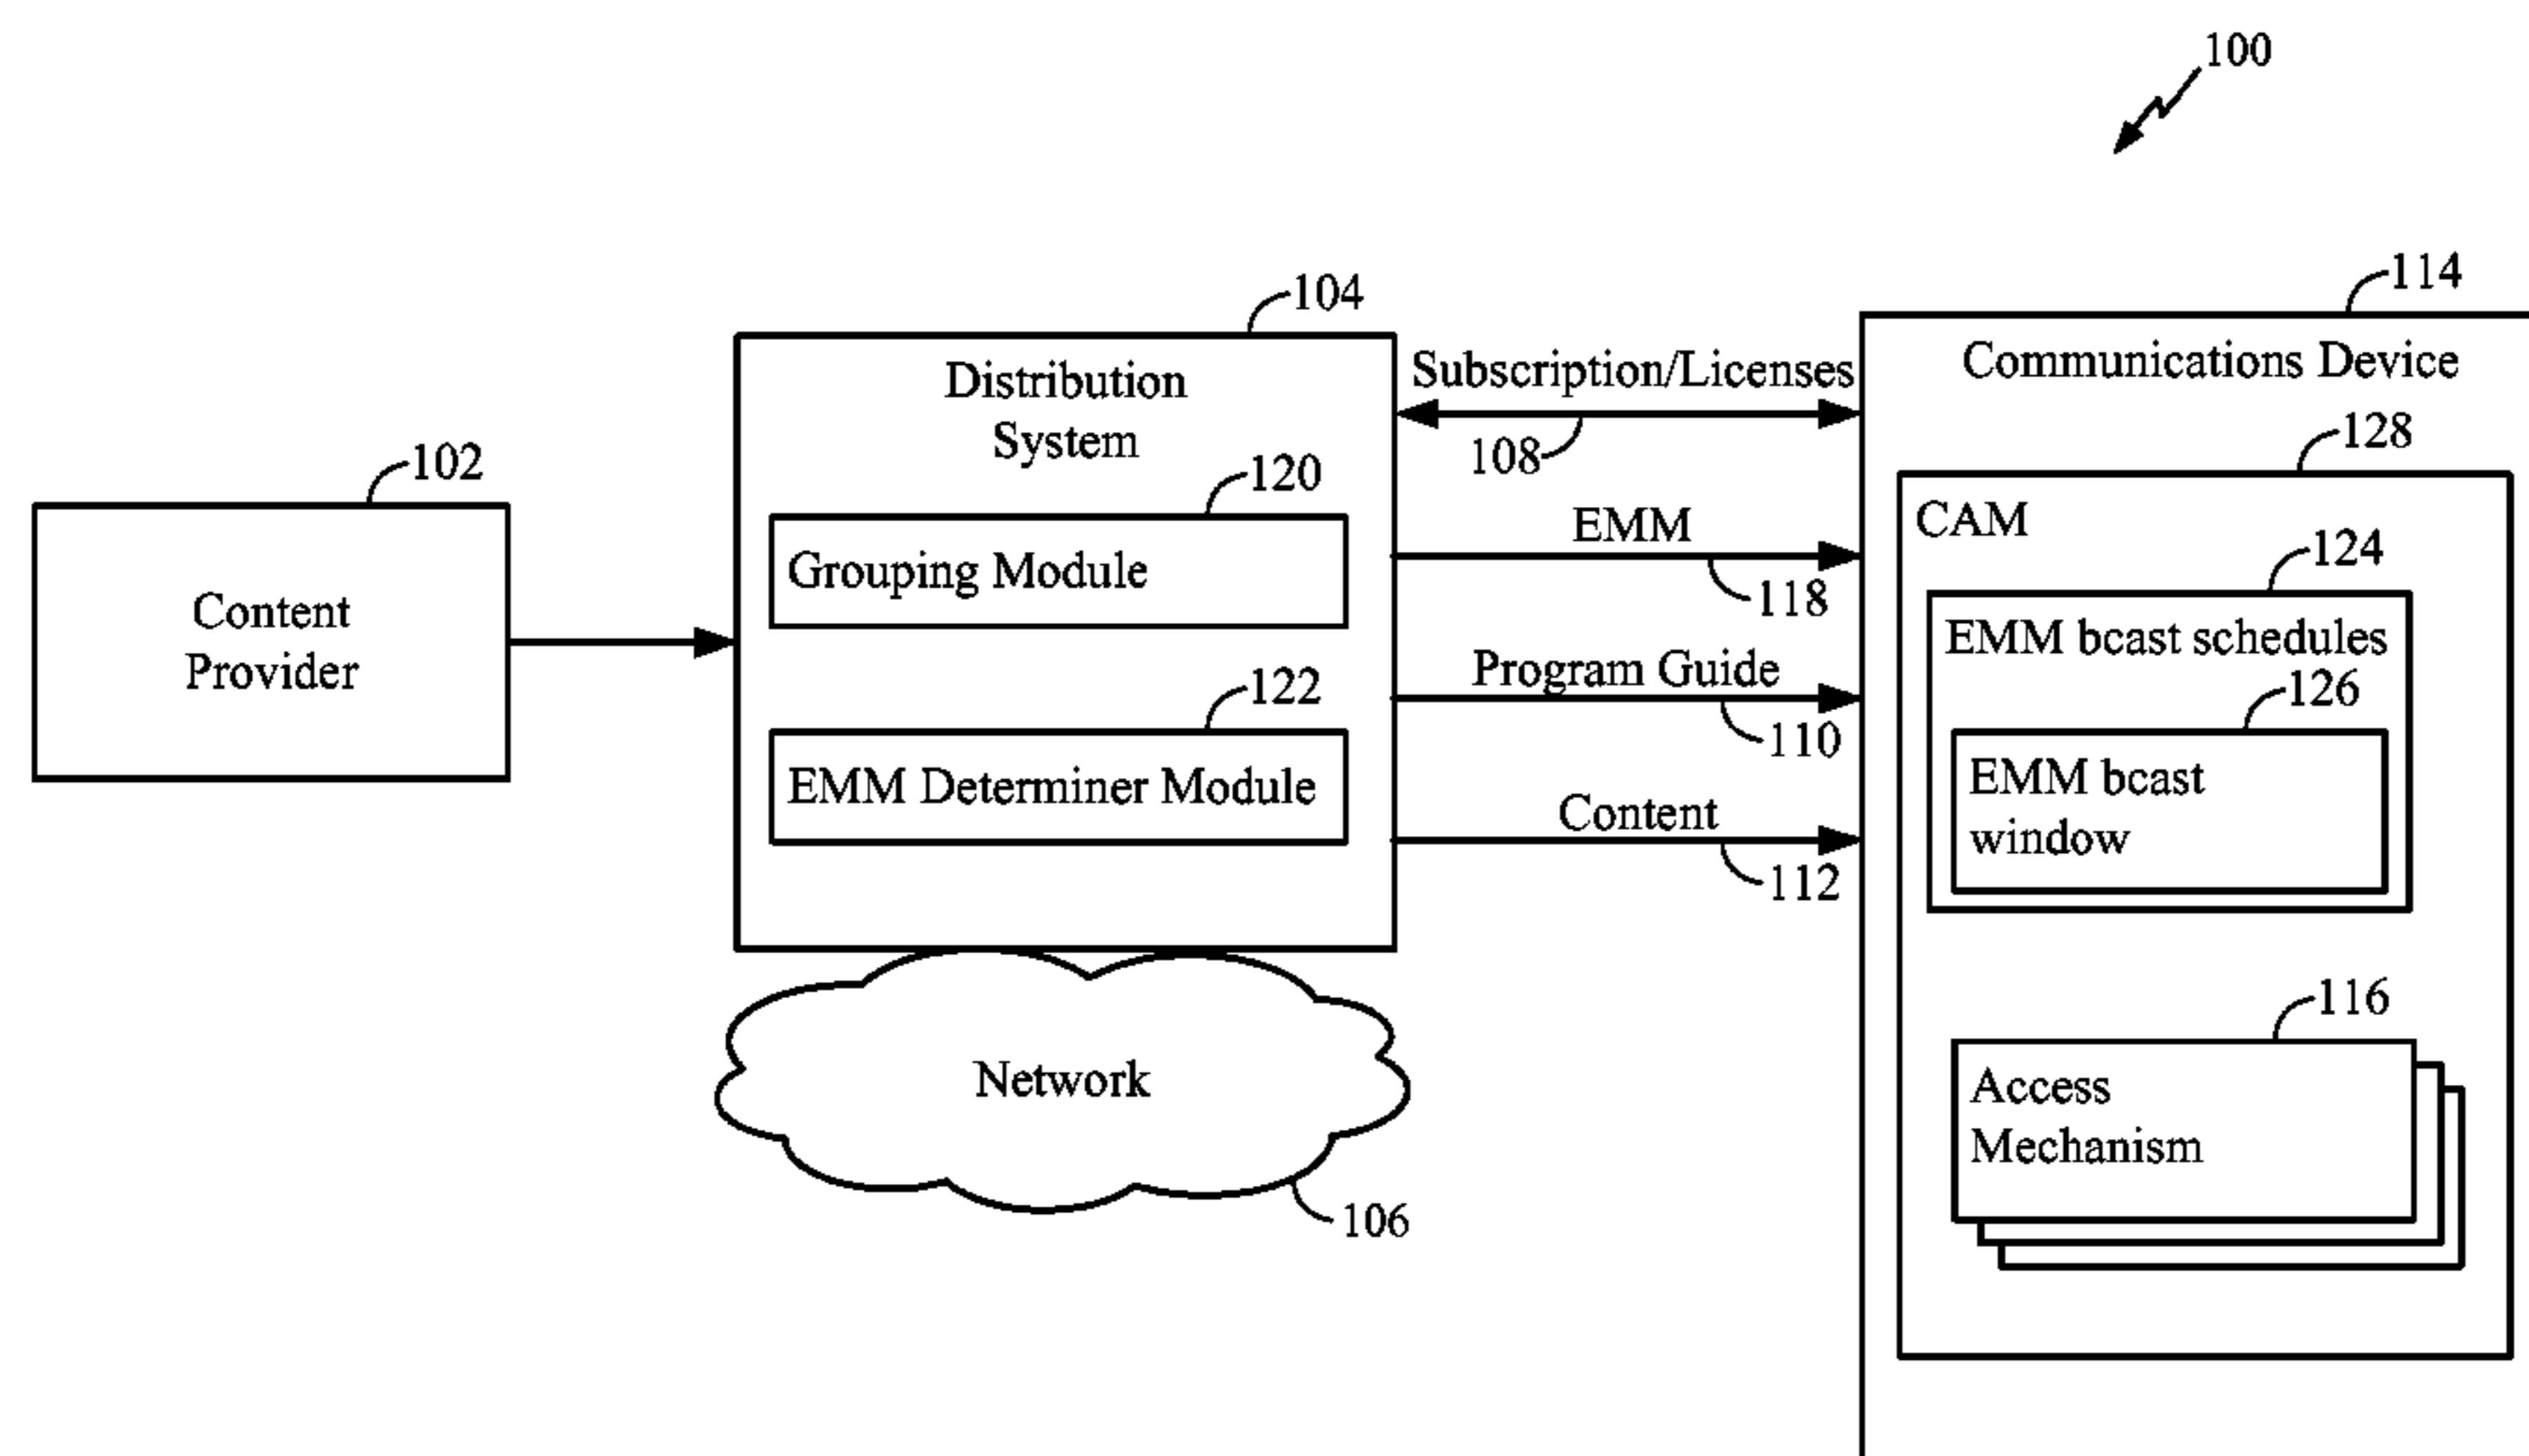 100
102
Content
Provider
104
Distribution
System
120
Grouping Module
122
EMM Determiner Module
Network
106
Subscription/Licenses
108
EMM
118
Program Guide
110
Content
112
114
Communications Device
128
CAM
124
EMM bcast schedules
126
EMM bcast
window
116
Access
Mechanism